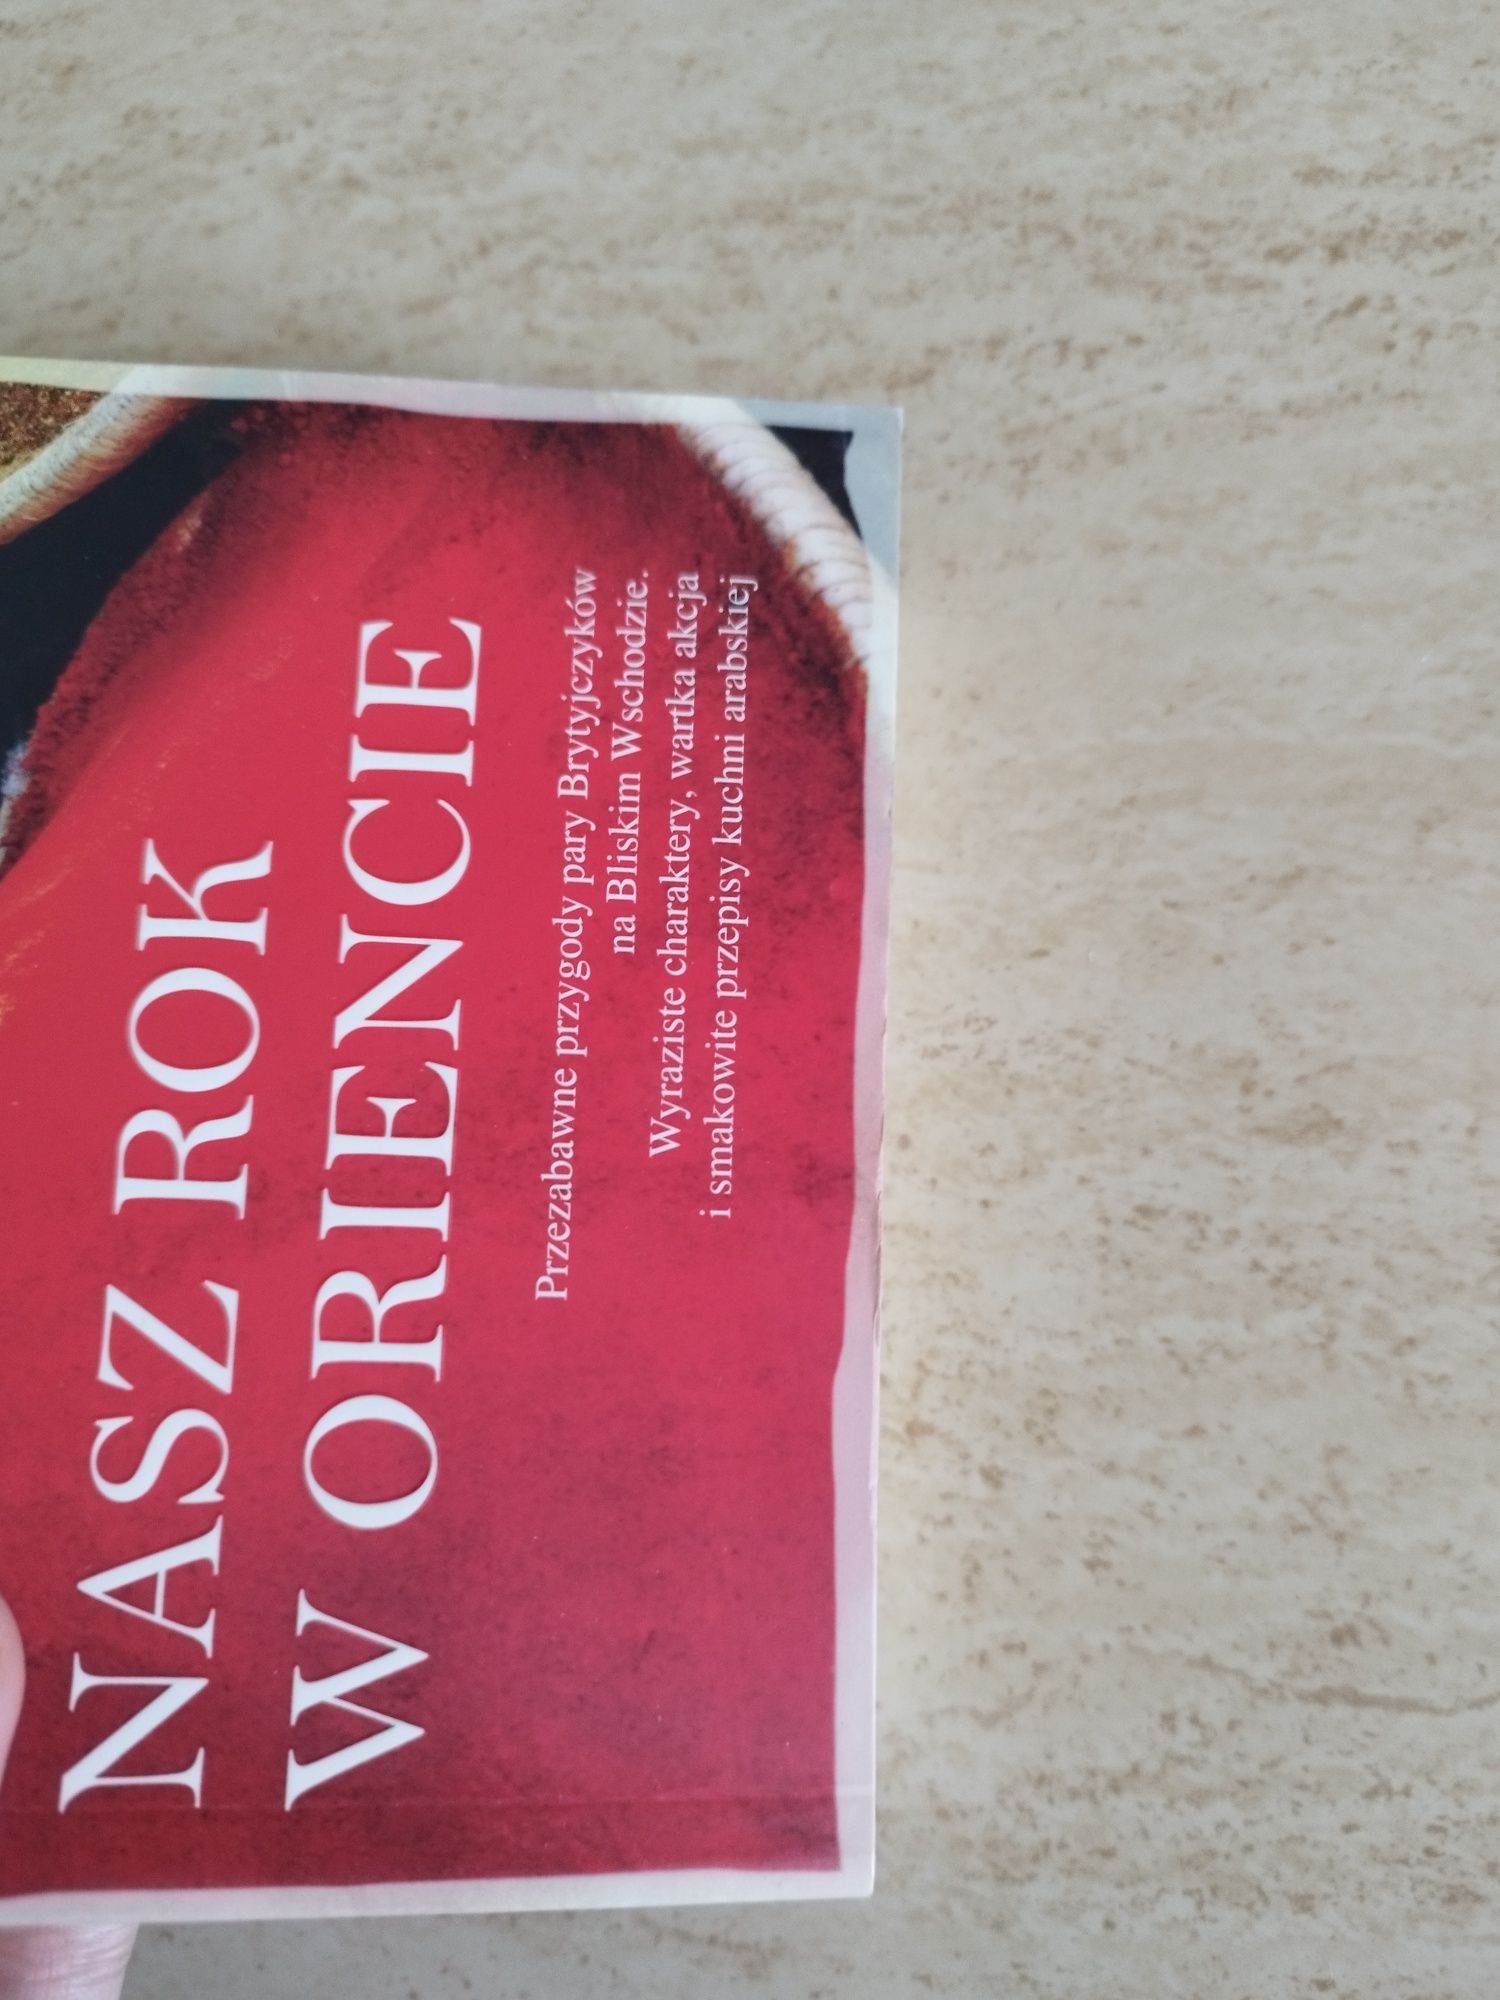 NASZ ROK
W ORIENCIE
Przezabawne przygody pary Brytyjczyków
na Bliskim Wschodzie.
Wyraziste charaktery, wartka akcja
i smakowite przepisy kuchni arabskiej